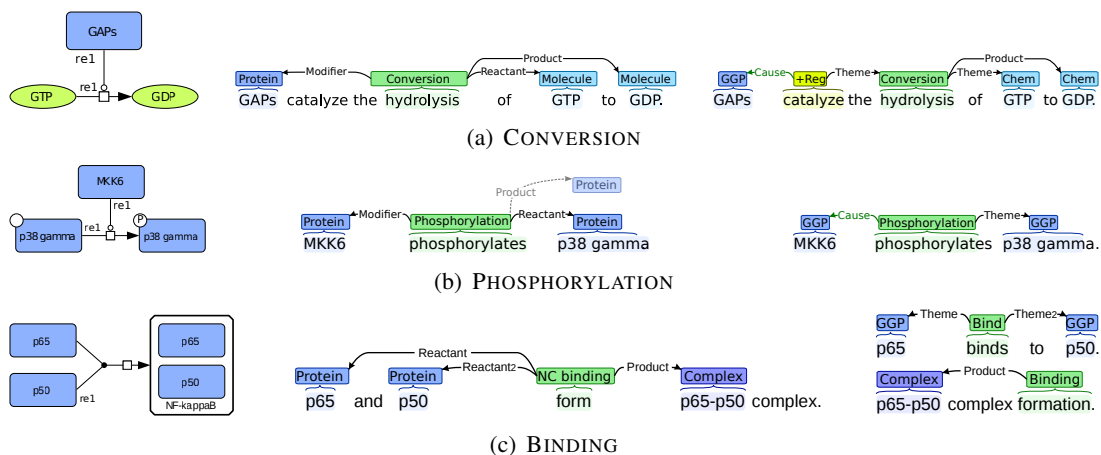 GAPs
re1
GTP
re1
GDP
Product
Protein Modifier Conversion Reactant Molecule Molecule
GAPs catalyze the hydrolysis of GTP to GDP.
Product
GGP Cause +Reg Theme Conversion Theme Chem Chem
GAPs catalyze the hydrolysis of GTP to GDP.
(a) CONVERSION
MKK6
re1
p38 gamma
re1
P
p38 gamma
Protein
Product
Protein Modifier Phosphorylation Reactant Protein
MKK6 phosphorylates p38 gamma
GGP Cause Phosphorylation Theme GGP
MKK6 phosphorylates p38 gamma.
(b) PHOSPHORYLATION
p65
p50
re1
p65
p50
NF-kappaB
Reactant
Protein Protein Reactant2 NC binding Product Complex
p65 and p50 form p65-p50 complex.
GGP Theme Bind Theme2 GGP
p65 binds to p50.
Complex Product Binding
p65-p50 complex formation.
(c) BINDING